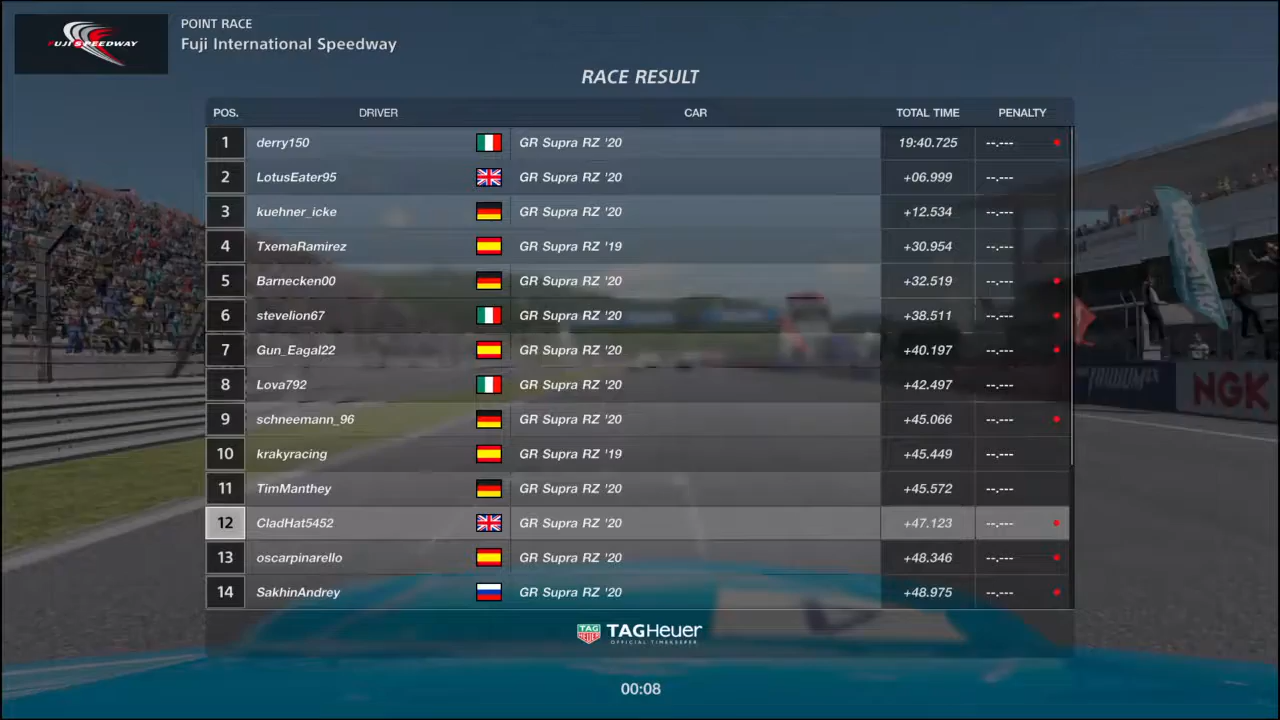 FUJI SPEEDWAY
POINT RACE
Fuji International Speedway
RACE RESULT
POS. DRIVER CAR TOTAL TIME PENALTY
1 derry150 GR Supra RZ '20 19:40.725 --.---
2 LotusEater95 GR Supra RZ '20 +06.999 --.---
3 kuehner_icke GR Supra RZ '20 +12.534 --.---
4 TxemaRamirez GR Supra RZ '19 +30.954 --.---
5 Barnecken00 GR Supra RZ '20 +32.519 --.---
6 stevelion67 GR Supra RZ '20 +38.511 --.---
7 Gun_Eagal22 GR Supra RZ '20 +40.197 --.---
8 Lova792 GR Supra RZ '20 +42.497 --.---
9 schneemann_96 GR Supra RZ '20 +45.066 --.---
10 krakyracing GR Supra RZ '19 +45.449 --.---
11 TimManthey GR Supra RZ '20 +45.572 --.---
12 CladHat5452 GR Supra RZ '20 +47.123 --.---
13 oscarpinarello GR Supra RZ '20 +48.346 --.---
14 SakhinAndrey GR Supra RZ '20 +48.975 --.---
NGK
TAG HEUER TAGHeuer
OFFICIAL TIMEKEEPER
00:08